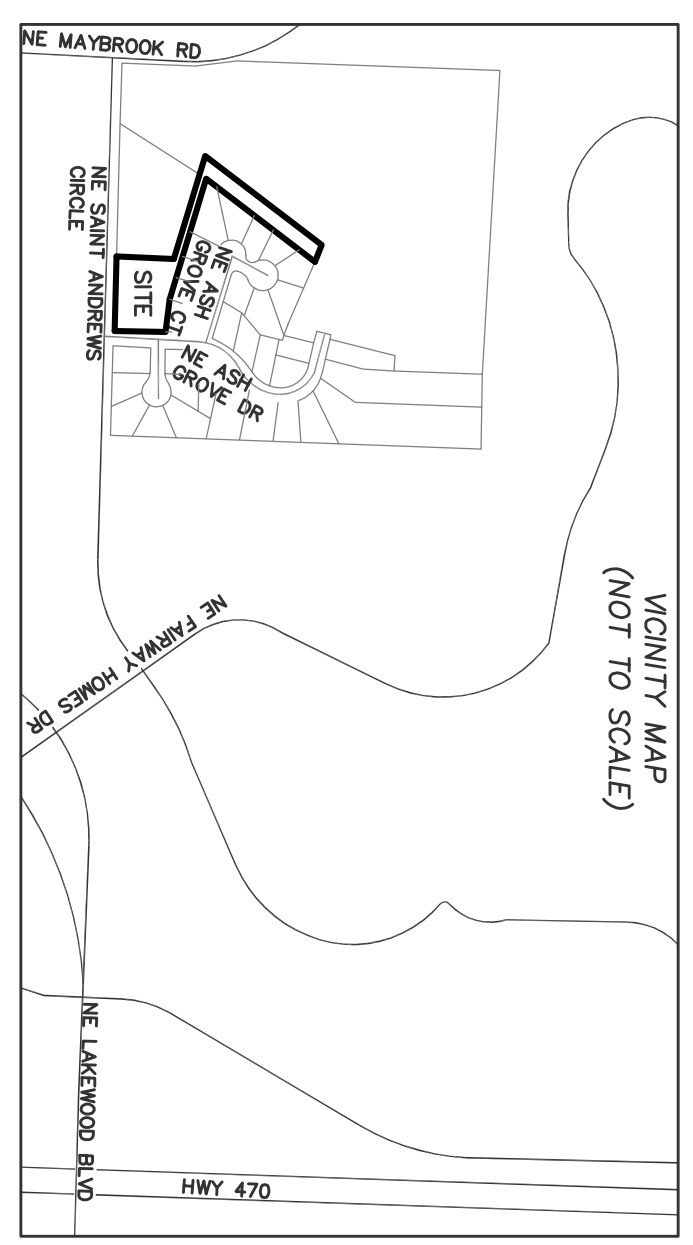 NE MAYBROOK RD
NE SAINT ANDREWS
CIRCLE
SITE
NE ASH
GROVE CT
NE ASH
GROVE DR
VICINITY MAP
(NOT TO SCALE)
NE FAIRWAY HOMES DR
NE LAKEWOOD BLVD
HWY 470